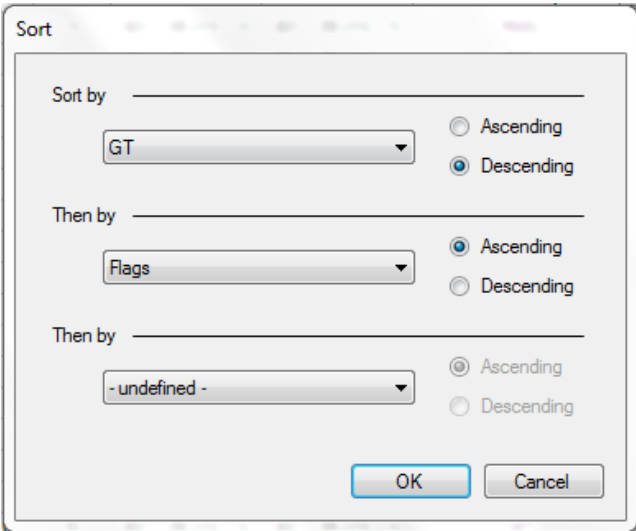 Sort
Sort by
Ascending
GT
Descending
Then by
Ascending
Flags
Descending
Then by
Ascending
- undefined -
Descending
OK Cancel